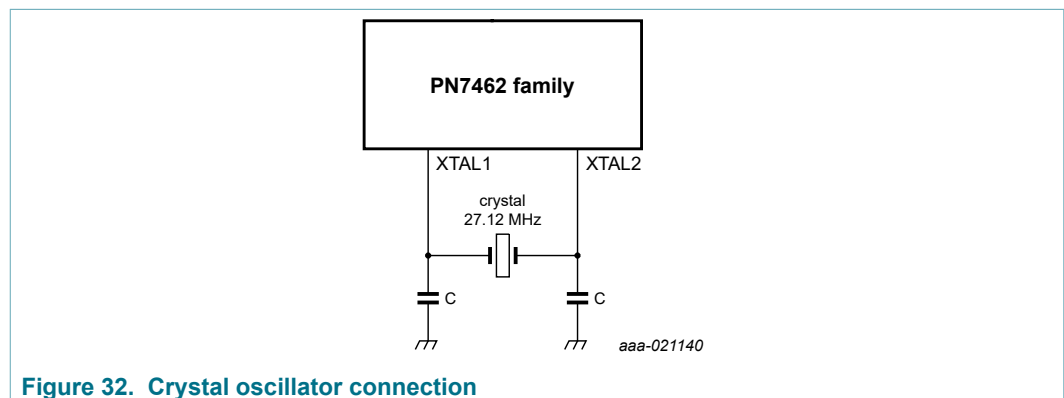 PN7462 family
XTAL1
XTAL2
crystal
27.12 MHz
C
C
aaa-021140
Figure 32. Crystal oscillator connection